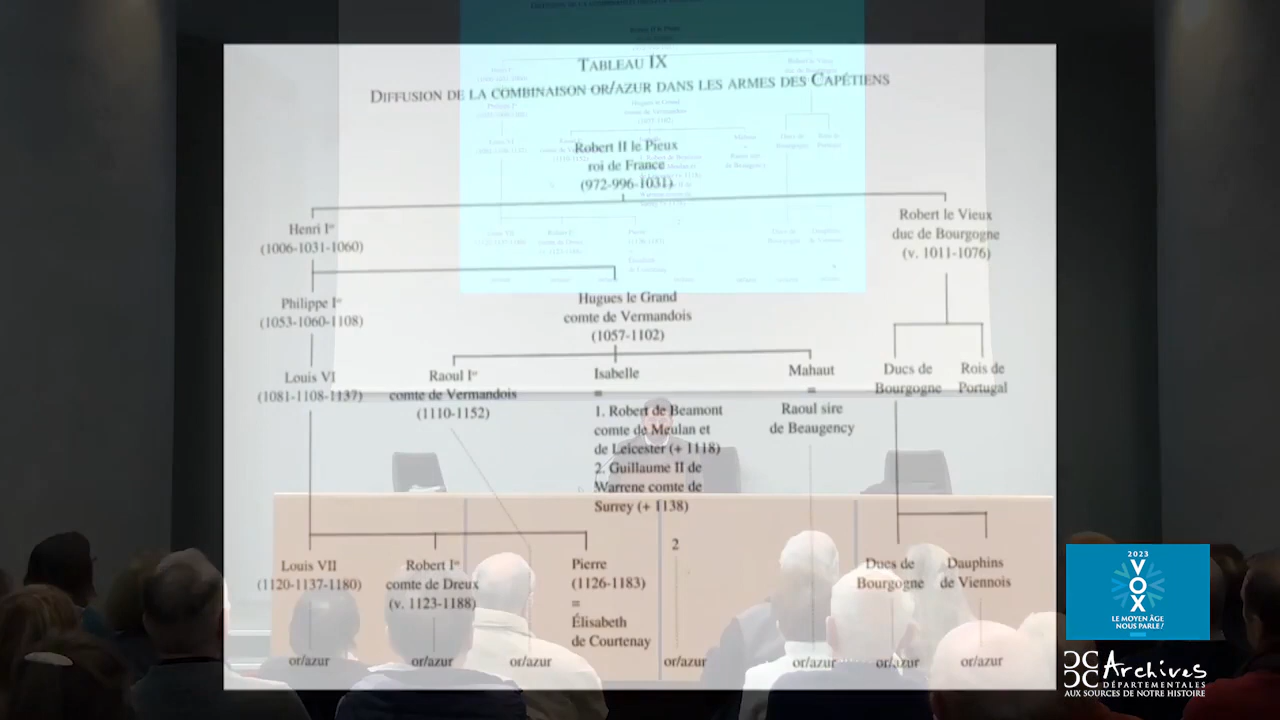 TABLEAU IX
DIFFUSION DE LA COMBINAISON OR/AZUR DANS LES ARMES DES CAPÉTIENS
Robert II le Pieux
roi de France
(972-996-1031)
Henri Iᵉʳ
(1006-1031-1060)
Robert le Vieux
duc de Bourgogne
(v. 1011-1076)
Philippe Iᵉʳ
(1053-1060-1108)
Hugues le Grand
comte de Vermandois
(1057-1102)
Louis VI
(1081-1108-1137)
Raoul Iᵉʳ
comte de Vermandois
(1110-1152)
Isabelle
=
1. Robert de Beamont
comte de Meulan et
de Leicester (+ 1118)
2. Guillaume II de
Warrene comte de
Surrey (+ 1138)
Mahaut
=
Raoul sire
de Beaugency
Ducs de
Bourgogne
Rois de
Portugal
Louis VII
(1120-1137-1180)
Robert Iᵉʳ
comte de Dreux
(v. 1123-1188)
Pierre
(1126-1183)
=
Élisabeth
de Courtenay
2
Ducs de
Bourgogne
Dauphins
de Viennois
or/azur or/azur or/azur or/azur or/azur or/azur or/azur
2023
VOX
LE MOYEN ÂGE
NOUS PARLE !
Archives
DÉPARTEMENTALES
AUX SOURCES DE NOTRE HISTOIRE